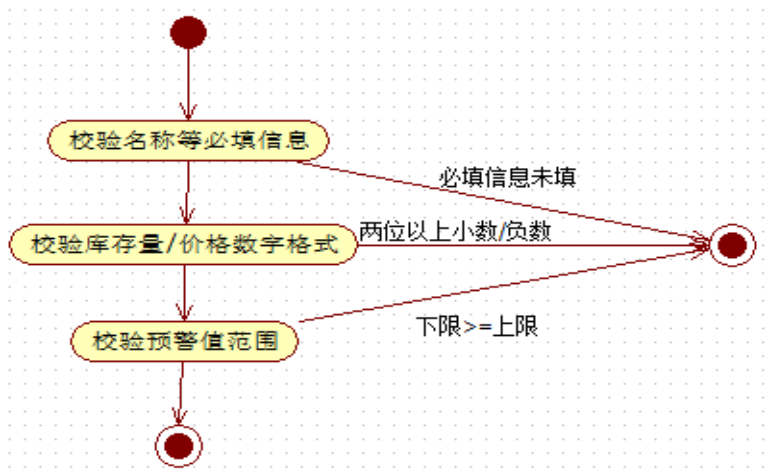 校验名称等必填信息
必填信息未填
校验库存量/价格数字格式
两位以上小数/负数
校验预警值范围
下限>=上限